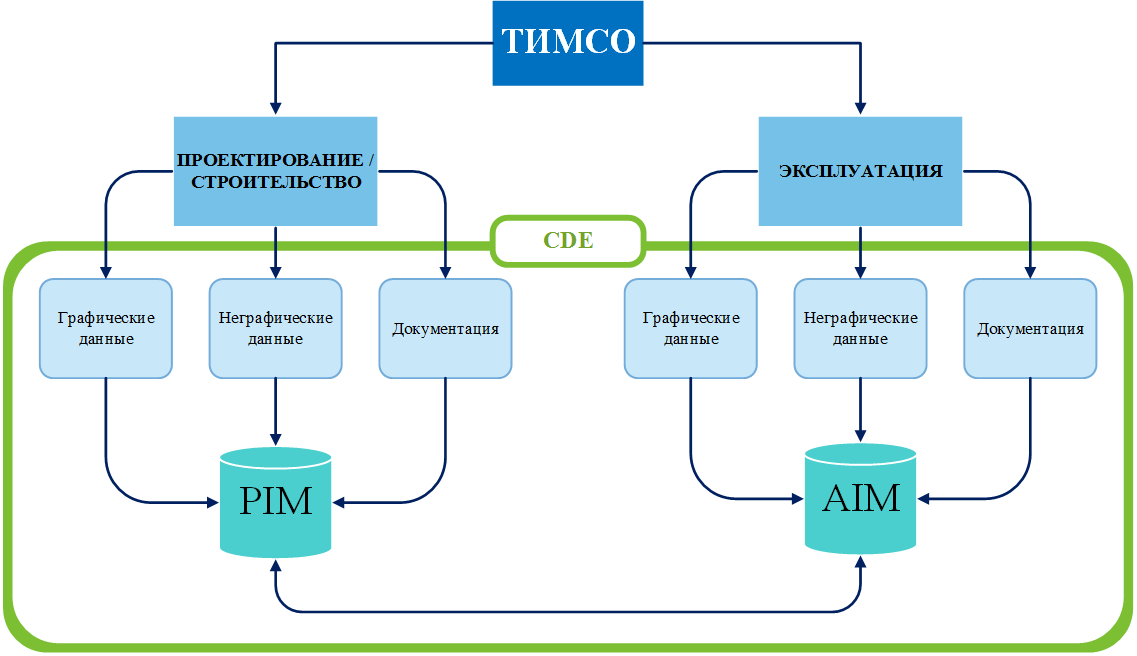 ТИМСО
ПРОЕКТИРОВАНИЕ /
СТРОИТЕЛЬСТВО
ЭКСПЛУАТАЦИЯ
CDE
Графические
данные
Неграфические
данные
Документация
Графические
данные
Неграфические
данные
Документация
PIM
AIM